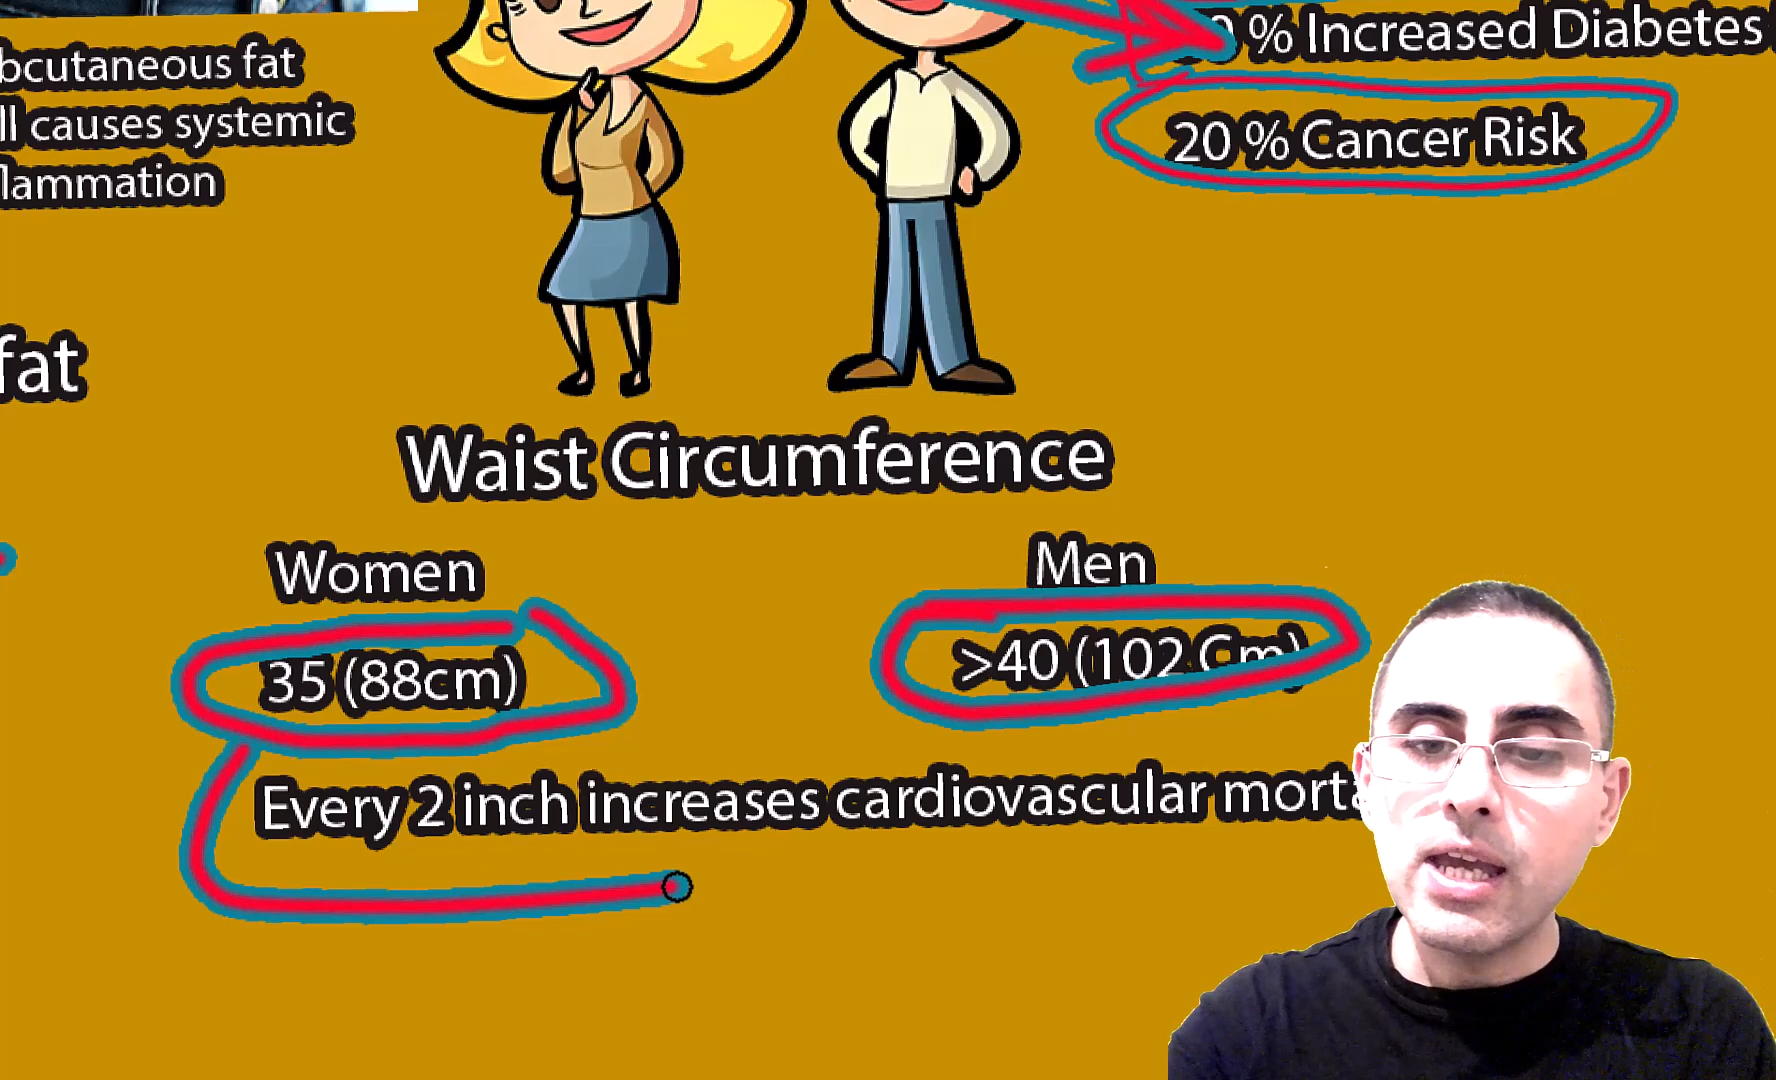 bcutaneous fat
ll causes systemic
lammation
% Increased Diabetes
20 % Cancer Risk
fat
Waist Circumference
Women
Men
35 (88cm)
>40 (102 Cm)
Every 2 inch increases cardiovascular mort